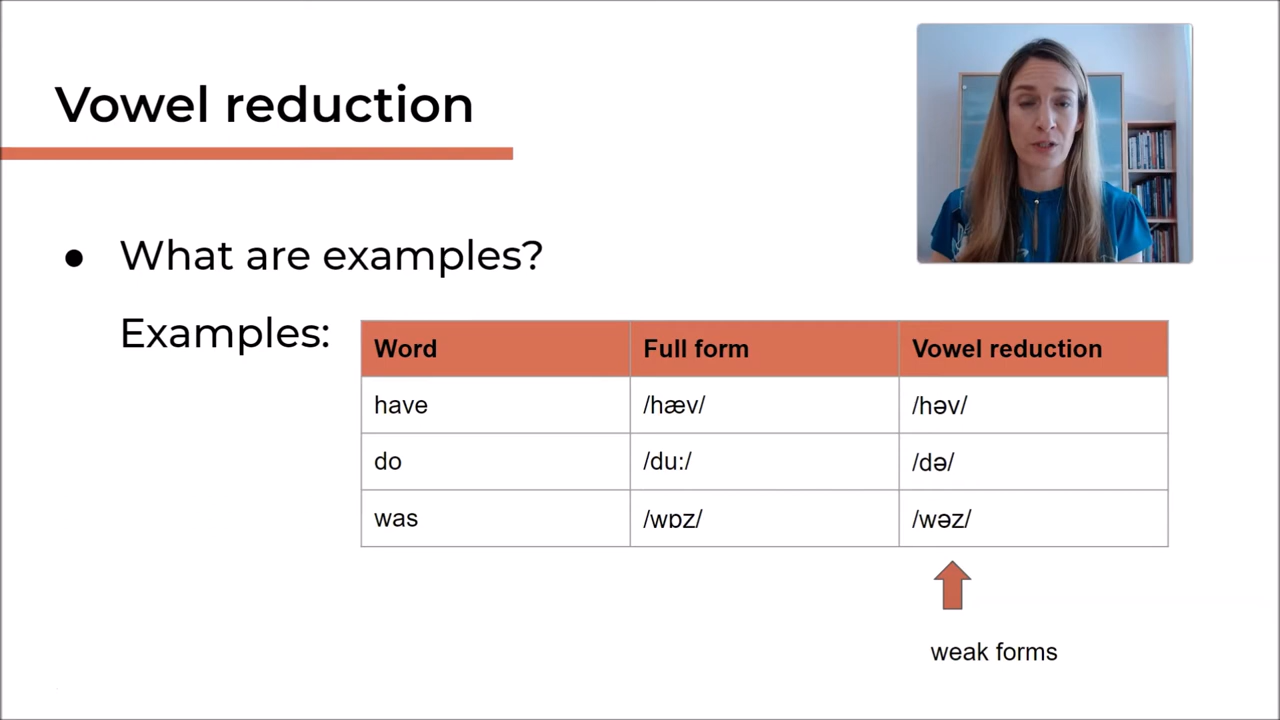 Vowel reduction
● What are examples?
Examples:
Word Full form Vowel reduction
have /hæv/ /həv/
do /du:/ /də/
was /wɒz/ /wəz/
weak forms